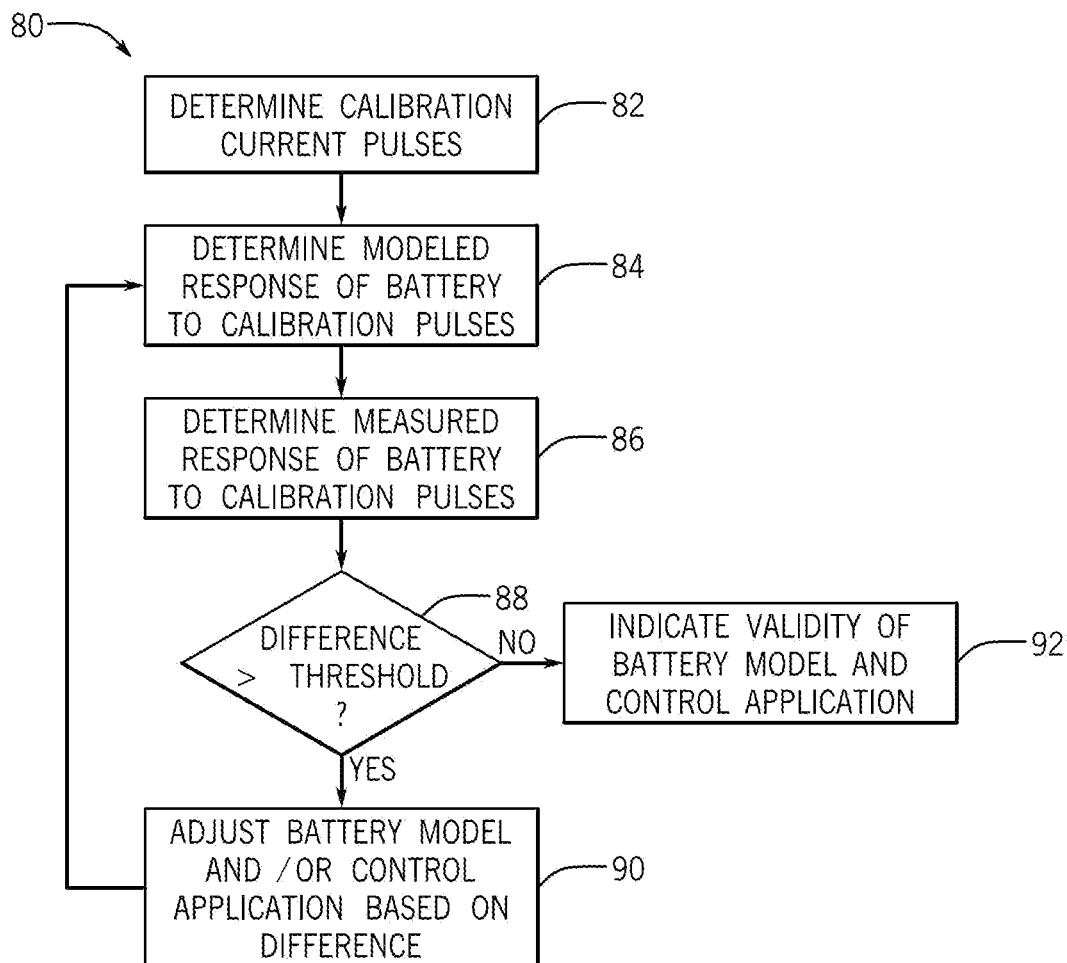 80
DETERMINE CALIBRATION
CURRENT PULSES
82
DETERMINE MODELED
RESPONSE OF BATTERY
TO CALIBRATION PULSES
84
DETERMINE MEASURED
RESPONSE OF BATTERY
TO CALIBRATION PULSES
86
88
DIFFERENCE
> THRESHOLD
?
NO
INDICATE VALIDITY OF
BATTERY MODEL AND
CONTROL APPLICATION
92
YES
ADJUST BATTERY MODEL
AND /OR CONTROL
APPLICATION BASED ON
DIFFERENCE
90